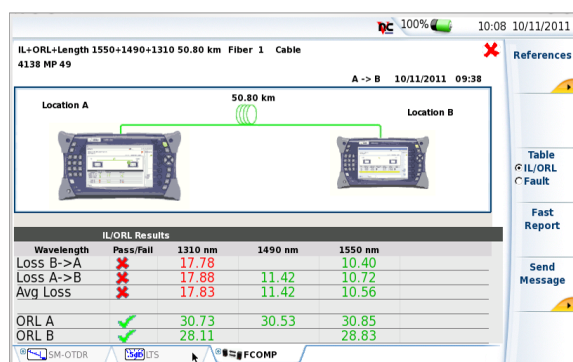 100% 10:08 10/11/2011
IL+ORL+Length 1550+1490+1310 50.80 km Fiber 1 Cable
4138 MP 49
A -> B 10/11/2011 09:38
References
Location A
50.80 km
Location B
Table
IL/ORL
Fault
Fast
Report
Send
Message
IL/ORL Results
Wavelength Pass/Fail 1310 nm 1490 nm 1550 nm
Loss B->A 17.78 10.40
Loss A->B 17.88 11.42 10.72
Avg Loss 17.83 11.42 10.56
ORL A 30.73 30.53 30.85
ORL B 28.11 28.83
SM-OTDR LTS FCOMP